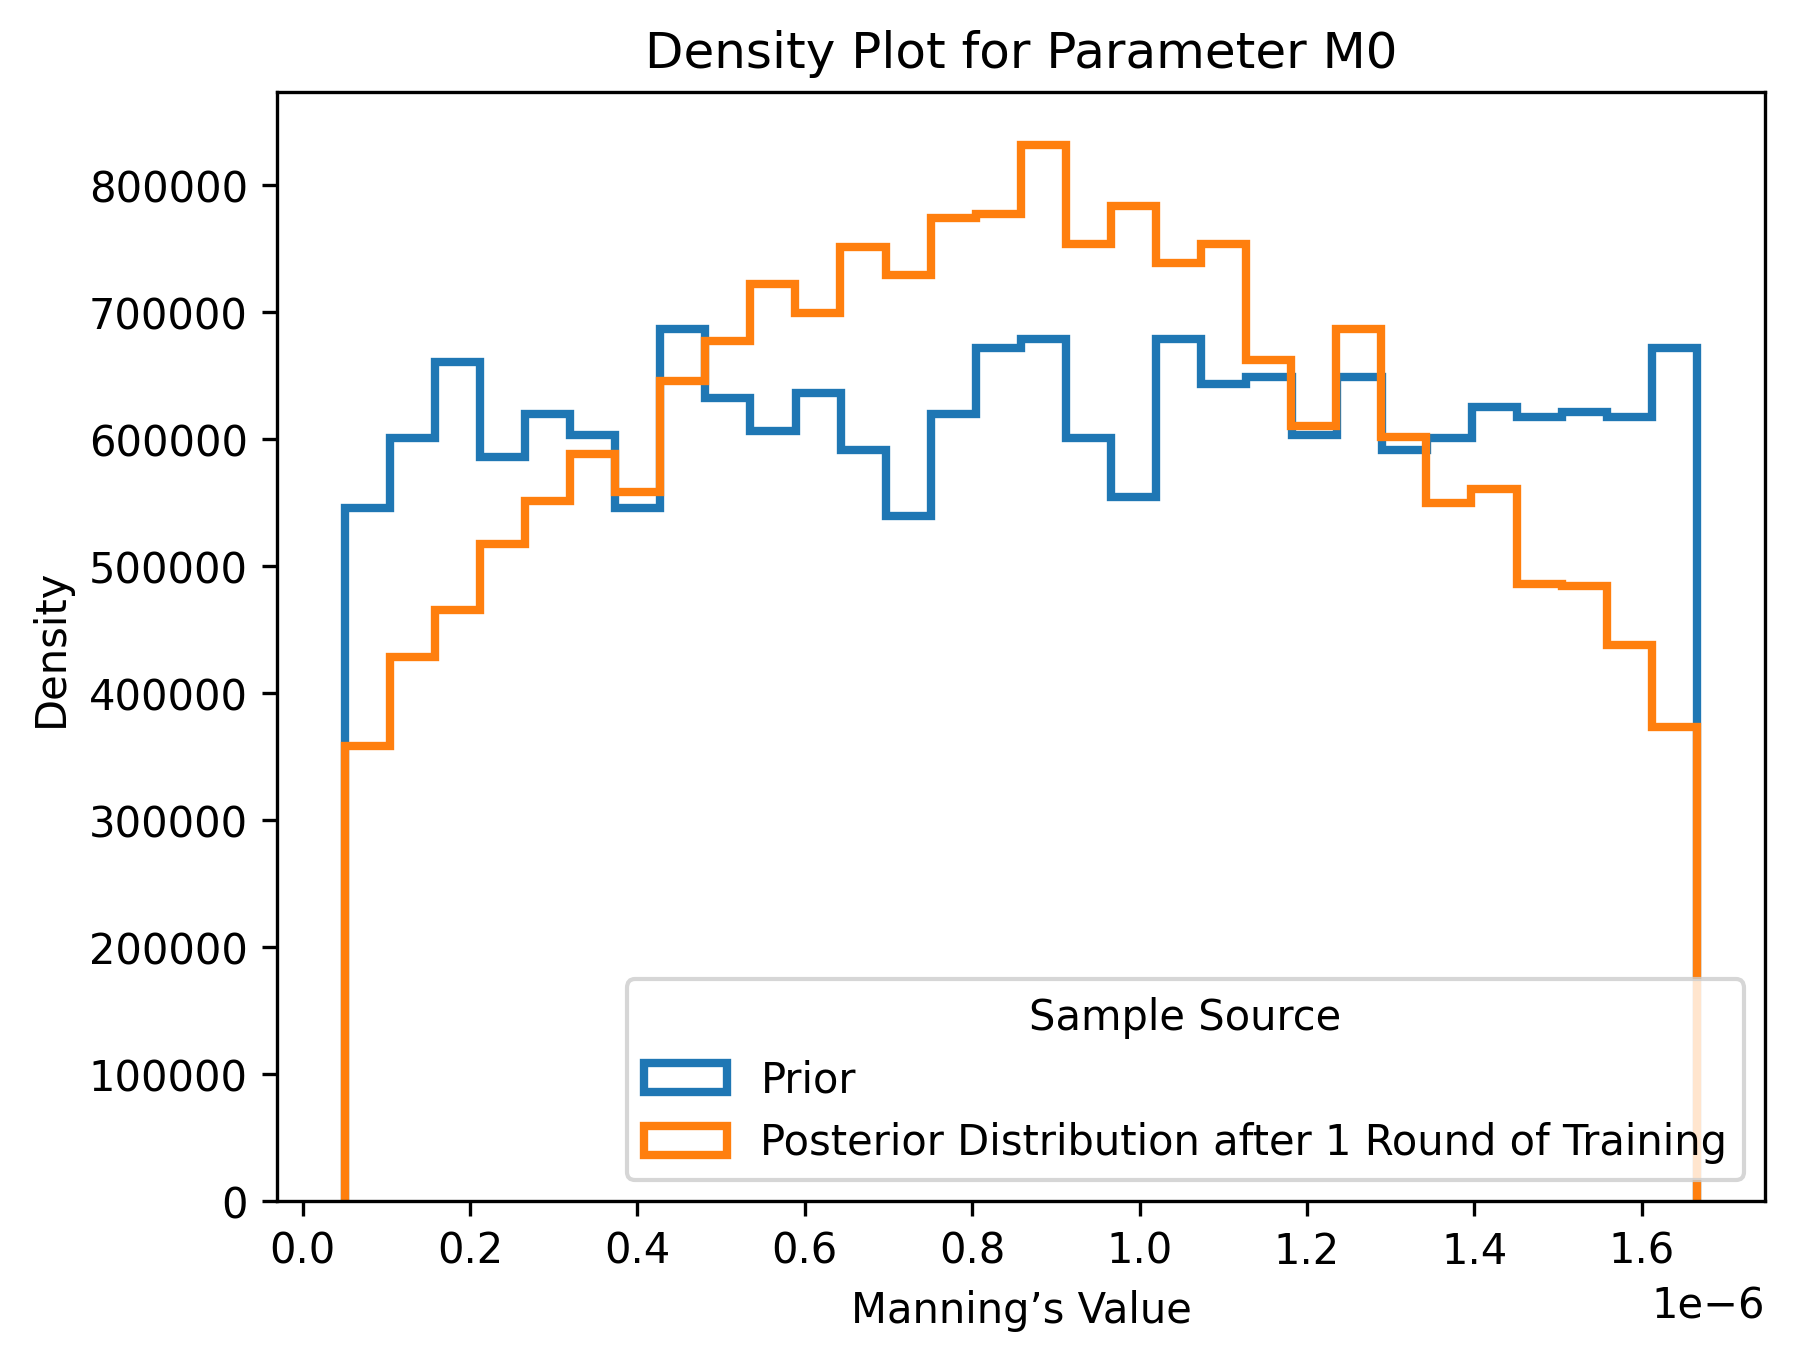 Density Plot for Parameter M0
Density
800000
700000
600000
500000
400000
300000
200000
100000
0
0.0 0.2 0.4 0.6 0.8 1.0 1.2 1.4 1.6
1e−6
Manning’s Value
Sample Source
Prior
Posterior Distribution after 1 Round of Training